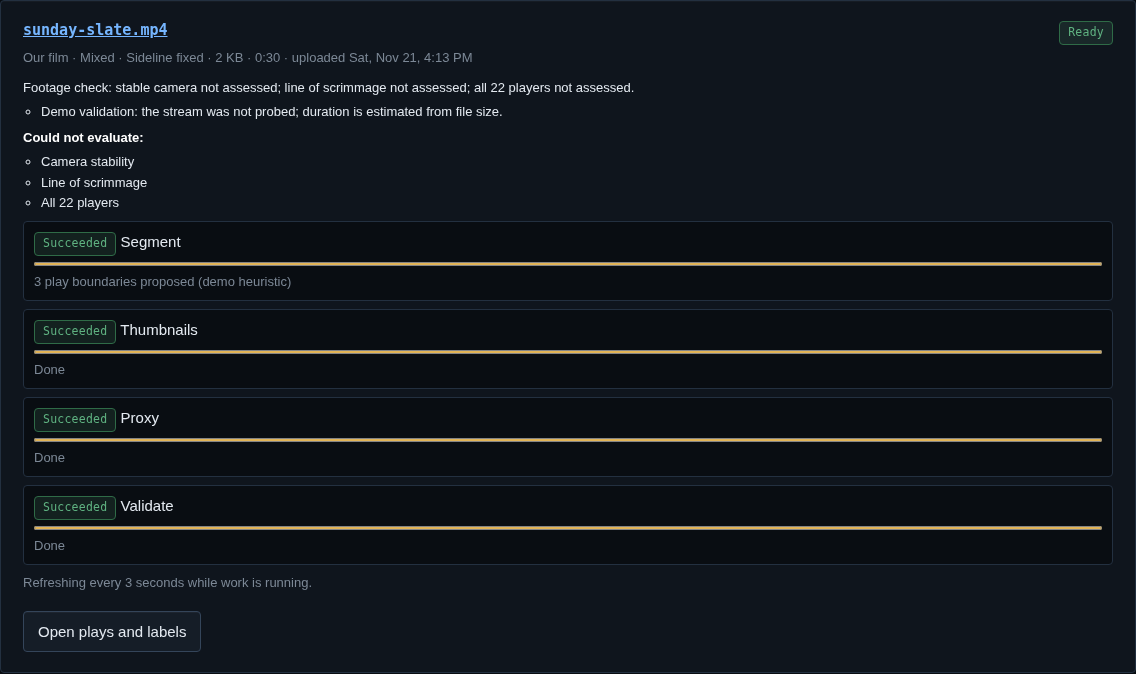 sunday-slate.mp4
Ready
Our film · Mixed · Sideline fixed · 2 KB · 0:30 · uploaded Sat, Nov 21, 4:13 PM
Footage check: stable camera not assessed; line of scrimmage not assessed; all 22 players not assessed.
Demo validation: the stream was not probed; duration is estimated from file size.
Could not evaluate:
Camera stability
Line of scrimmage
All 22 players
Succeeded Segment
3 play boundaries proposed (demo heuristic)
Succeeded Thumbnails
Done
Succeeded Proxy
Done
Succeeded Validate
Done
Refreshing every 3 seconds while work is running.
Open plays and labels